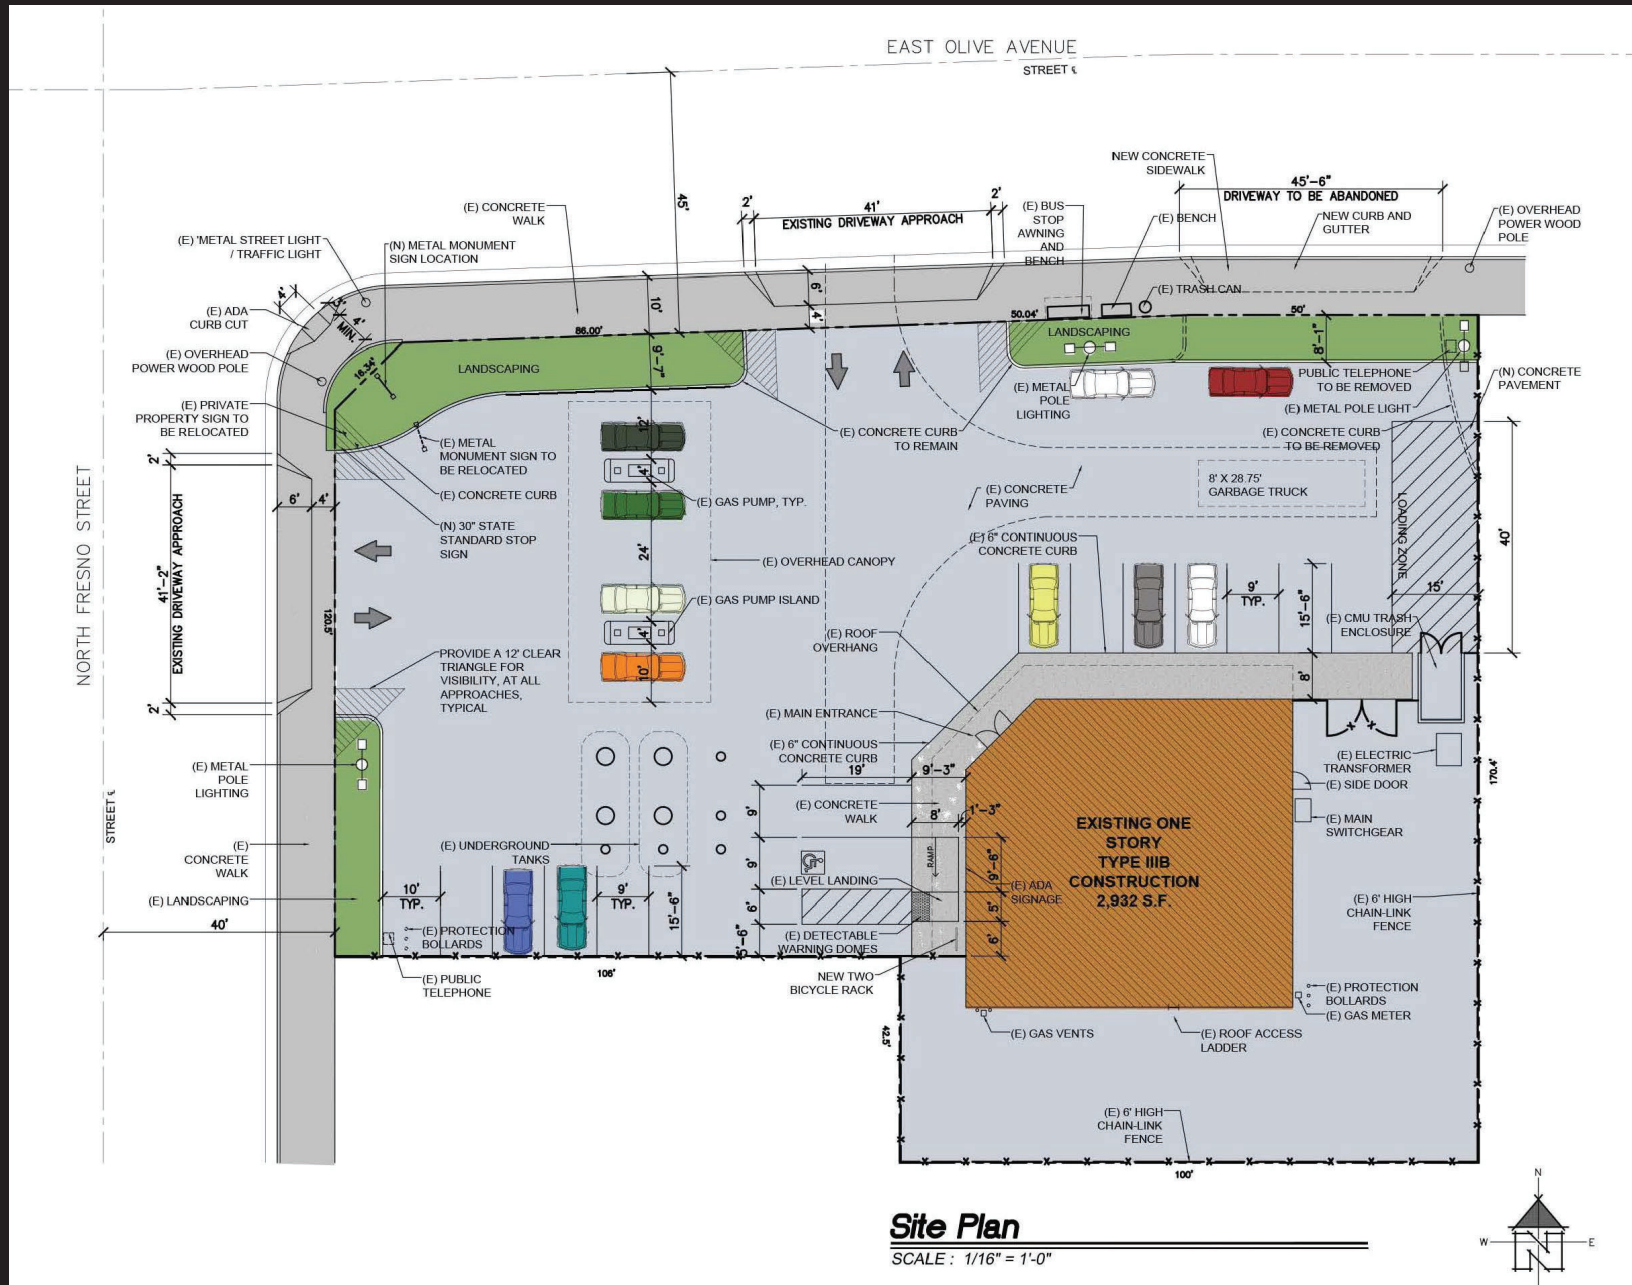 EAST OLIVE AVENUE
STREET ℄
NEW CONCRETE
SIDEWALK
45'-6"
DRIVEWAY TO BE ABANDONED
2'
41'
EXISTING DRIVEWAY APPROACH
2'
45'
(E) CONCRETE
WALK
(E) BUS
STOP
AWNING
AND
BENCH
(E) BENCH
NEW CURB AND
GUTTER
(E) OVERHEAD
POWER WOOD
POLE
(E) 'METAL STREET LIGHT
/ TRAFFIC LIGHT
(N) METAL MONUMENT
SIGN LOCATION
(E) TRASH CAN
4'
3'
4'
MIN.
10'
9'
4'
(E) ADA
CURB CUT
86.00'
50.04'
50'
LANDSCAPING
8'-1"
(E) OVERHEAD
POWER WOOD POLE
16.34'
LANDSCAPING
9'-7"
PUBLIC TELEPHONE
TO BE REMOVED
(N) CONCRETE
PAVEMENT
(E) METAL
POLE
LIGHTING
(E) METAL POLE LIGHT
(E) PRIVATE
PROPERTY SIGN TO
BE RELOCATED
12'
(E) CONCRETE CURB
TO REMAIN
(E) CONCRETE CURB
TO BE REMOVED
(E) METAL
MONUMENT SIGN TO
BE RELOCATED
2'
4'
8' X 28.75'
GARBAGE TRUCK
(E) CONCRETE CURB
(E) GAS PUMP, TYP.
(E) CONCRETE
PAVING
6'
4'
NORTH FRESNO STREET
EXISTING DRIVEWAY APPROACH
41'-2"
(N) 30" STATE
STANDARD STOP
SIGN
24'
(E) 6" CONTINUOUS
CONCRETE CURB
LOADING ZONE
40'
(E) OVERHEAD CANOPY
9'
TYP.
15'-6"
15'
(E) GAS PUMP ISLAND
120.5'
4'
(E) CMU TRASH
ENCLOSURE
(E) ROOF
OVERHANG
PROVIDE A 12' CLEAR
TRIANGLE FOR
VISIBILITY, AT ALL
APPROACHES,
TYPICAL
10'
8'
2'
(E) MAIN ENTRANCE
(E) 6" CONTINUOUS
CONCRETE CURB
19'
9'-3"
(E) METAL
POLE
LIGHTING
(E) ELECTRIC
TRANSFORMER
(E) SIDE DOOR
170.4'
STREET ℄
9'
(E) CONCRETE
WALK
8'
1'-3"
(E) MAIN
SWITCHGEAR
EXISTING ONE
STORY
TYPE IIIB
CONSTRUCTION
2,932 S.F.
(E)
CONCRETE
WALK
(E) UNDERGROUND
TANKS
9'
RAMP
9'-6"
(E) LEVEL LANDING
(E) ADA
SIGNAGE
10'
TYP.
9'
TYP.
15'-6"
6'
5'
(E) LANDSCAPING
(E) 6' HIGH
CHAIN-LINK
FENCE
40'
(E) PROTECTION
BOLLARDS
5'-6"
(E) DETECTABLE
WARNING DOMES
6'
106'
(E) PUBLIC
TELEPHONE
NEW TWO
BICYCLE RACK
(E) PROTECTION
BOLLARDS
(E) GAS METER
42.5'
(E) GAS VENTS
(E) ROOF ACCESS
LADDER
(E) 6' HIGH
CHAIN-LINK
FENCE
100'
N
W
E
Site Plan
SCALE : 1/16" = 1'-0"